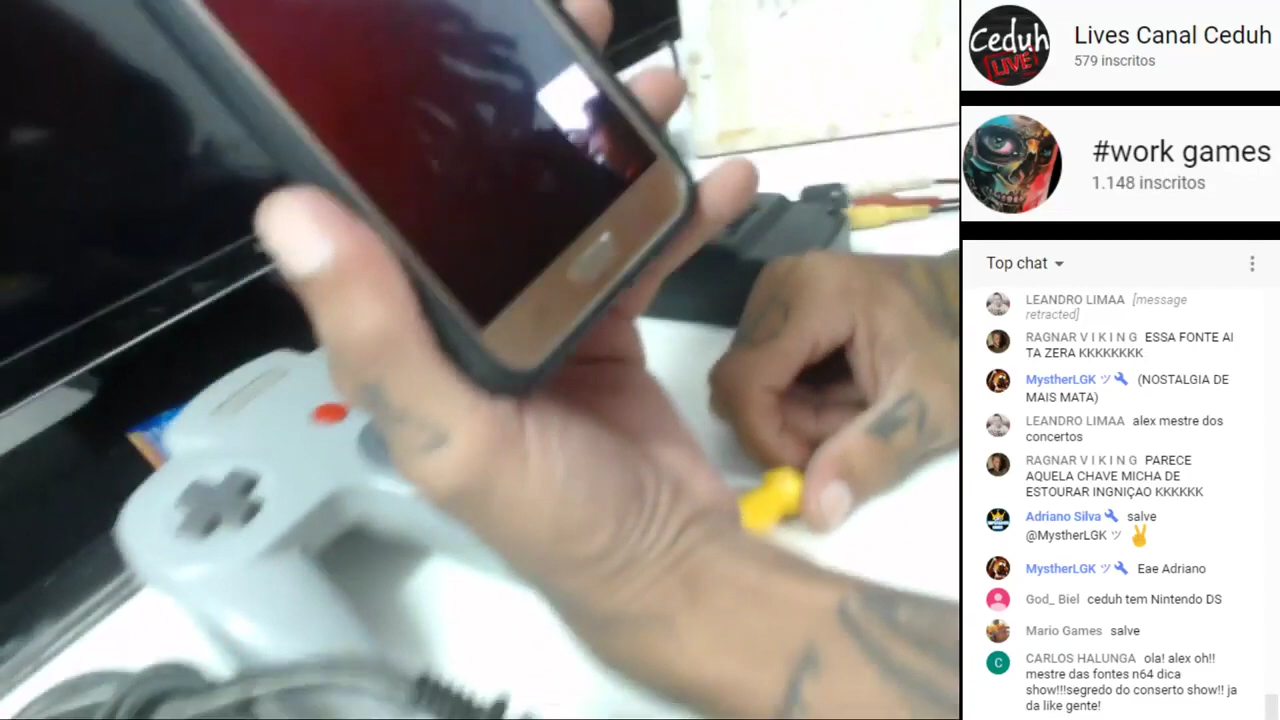 Ceduh
LIVE
Lives Canal Ceduh
579 inscritos
#work games
1.148 inscritos
Top chat
LEANDRO LIMAA [message
retracted]
RAGNAR V I K I N G ESSA FONTE AI
TA ZERA KKKKKKKK
MystherLGK ツ (NOSTALGIA DE
MAIS MATA)
LEANDRO LIMAA alex mestre dos
concertos
RAGNAR V I K I N G PARECE
AQUELA CHAVE MICHA DE
ESTOURAR INGNIÇAO KKKKKK
Adriano Silva salve
@MystherLGK ツ ✌
MystherLGK ツ Eae Adriano
God_ Biel ceduh tem Nintendo DS
Mario Games salve
C
CARLOS HALUNGA ola! alex oh!!
mestre das fontes n64 dica
show!!!segredo do conserto show!! ja
da like gente!